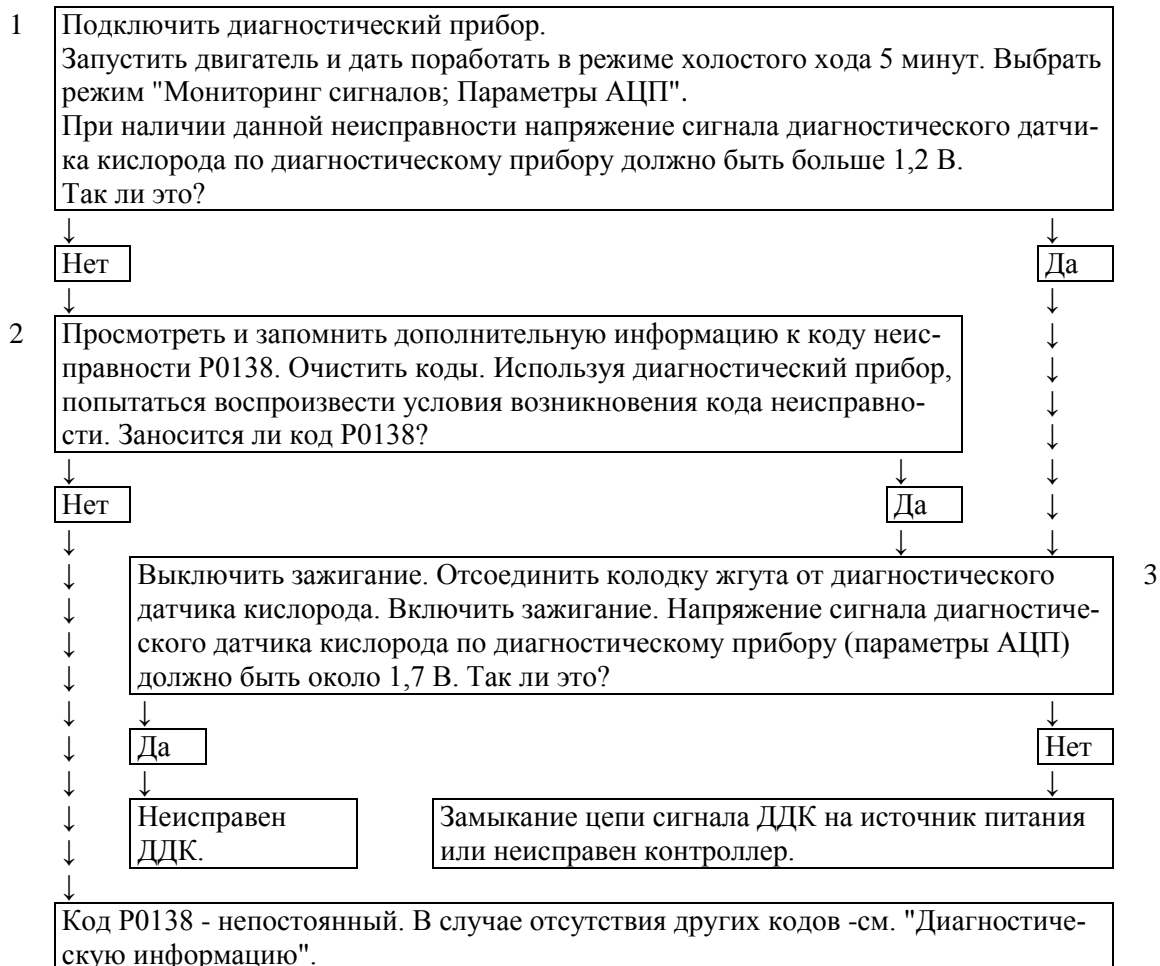 1
Подключить диагностический прибор.
Запустить двигатель и дать поработать в режиме холостого хода 5 минут. Выбрать
режим "Мониторинг сигналов; Параметры АЦП".
При наличии данной неисправности напряжение сигнала диагностического датчи-
ка кислорода по диагностическому прибору должно быть больше 1,2 В.
Так ли это?
↓ ↓
Нет Да
↓ ↓
2
Просмотреть и запомнить дополнительную информацию к коду неис- ↓
правности Р0138. Очистить коды. Используя диагностический прибор, ↓
попытаться воспроизвести условия возникновения кода неисправно- ↓
сти. Заносится ли код Р0138? ↓
↓ ↓ ↓
Нет Да ↓
↓ ↓ ↓
↓ Выключить зажигание. Отсоединить колодку жгута от диагностического 3
↓ датчика кислорода. Включить зажигание. Напряжение сигнала диагностиче-
↓ ского датчика кислорода по диагностическому прибору (параметры АЦП)
↓ должно быть около 1,7 В. Так ли это?
↓ ↓ ↓
↓ Да Нет
↓ ↓ ↓
↓ Неисправен Замыкание цепи сигнала ДДК на источник питания
↓ ДДК. или неисправен контроллер.
↓
Код Р0138 - непостоянный. В случае отсутствия других кодов -см. "Диагностиче-
скую информацию".